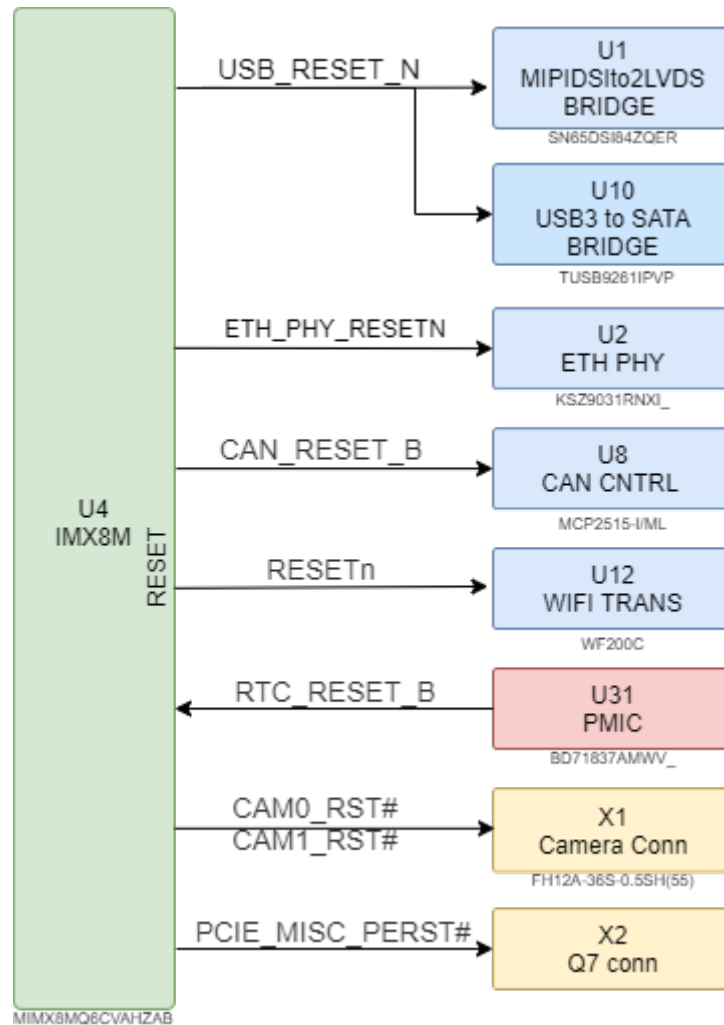 USB_RESET_N
U1
MIPIDSIto2LVDS
BRIDGE
SN65DSI84ZQER
U10
USB3 to SATA
BRIDGE
TUSB9261IPVP
ETH_PHY_RESETN
U2
ETH PHY
KSZ9031RNXI_
CAN_RESET_B
U8
CAN CNTRL
MCP2515-I/ML
U4
IMX8M
RESET
RESETn
U12
WIFI TRANS
WF200C
RTC_RESET_B
U31
PMIC
BD71837AMWV_
CAM0_RST#
CAM1_RST#
X1
Camera Conn
FH12A-36S-0.5SH(55)
PCIE_MISC_PERST#
X2
Q7 conn
MIMX8MQ6CVAHZAB